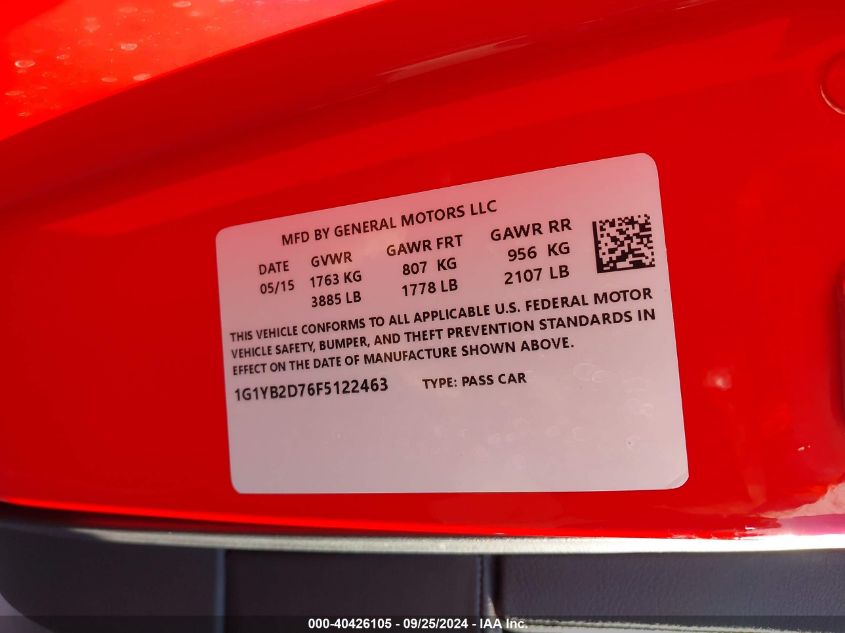 MFD BY GENERAL MOTORS LLC
DATE GVWR GAWR FRT GAWR RR
05/15 1763 KG 807 KG 956 KG
3885 LB 1778 LB 2107 LB
THIS VEHICLE CONFORMS TO ALL APPLICABLE U.S. FEDERAL MOTOR
VEHICLE SAFETY, BUMPER, AND THEFT PREVENTION STANDARDS IN
EFFECT ON THE DATE OF MANUFACTURE SHOWN ABOVE.
1G1YB2D76F5122463 TYPE: PASS CAR
000-40426105 - 09/25/2024 - IAA Inc.